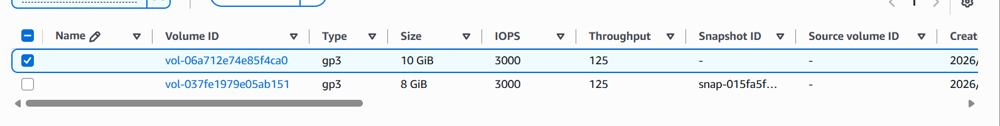 1
Name Volume ID Type Size IOPS Throughput Snapshot ID Source volume ID Creat
vol-06a712e74e85f4ca0 gp3 10 GiB 3000 125 - - 2026/
vol-037fe1979e05ab151 gp3 8 GiB 3000 125 snap-015fa5f... - 2026/